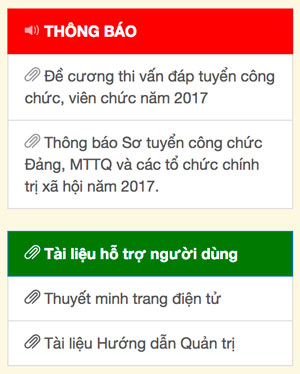 THÔNG BÁO
Đề cương thi vấn đáp tuyển công
chức, viên chức năm 2017
Thông báo Sơ tuyển công chức
Đảng, MTTQ và các tổ chức chính
trị xã hội năm 2017.
Tài liệu hỗ trợ người dùng
Thuyết minh trang điện tử
Tài liệu Hướng dẫn Quản trị